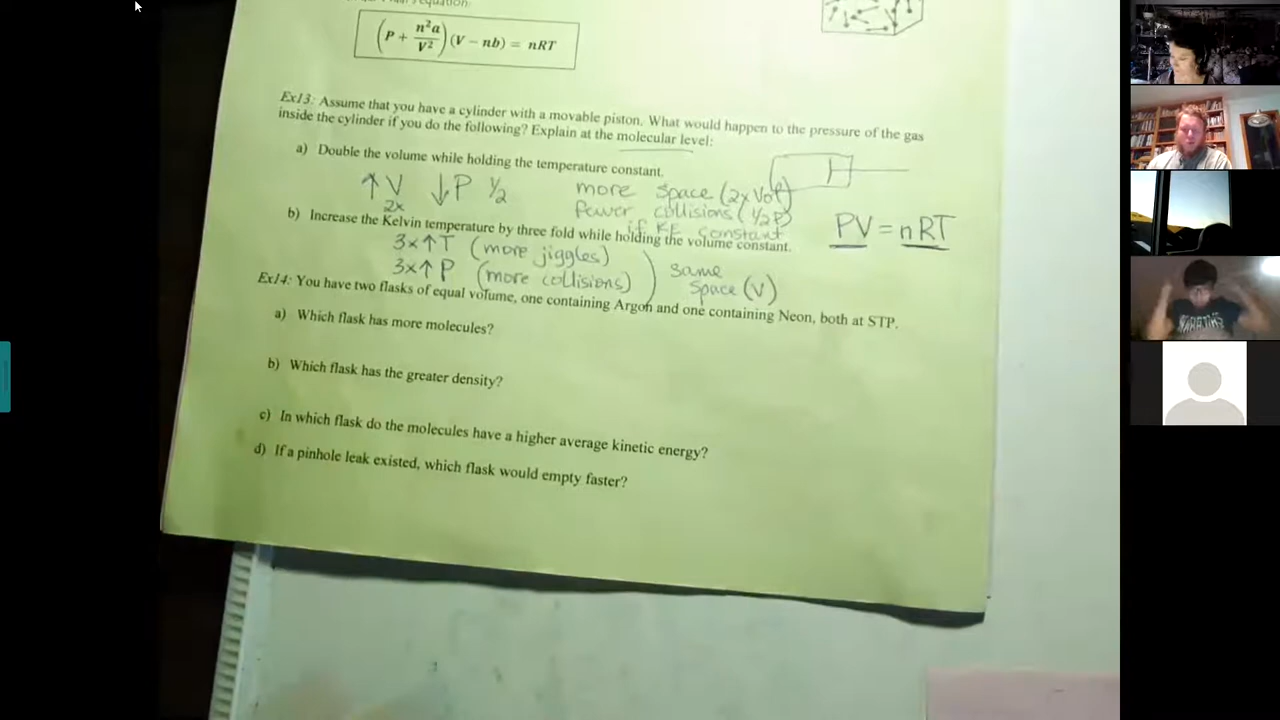 equation:
(P + n²a/V²)(V − nb) = nRT
Ex13: Assume that you have a cylinder with a movable piston. What would happen to the pressure of the gas
inside the cylinder if you do the following? Explain at the molecular level:
a) Double the volume while holding the temperature constant.
↑V 2x ↓P ½
more space (2x Vol)
fewer collisions (½P)
if KE constant
PV = nRT
b) Increase the Kelvin temperature by three fold while holding the volume constant.
3x↑T (more jiggles)
3x↑P (more collisions)
same
space (V)
Ex14: You have two flasks of equal volume, one containing Argon and one containing Neon, both at STP.
a) Which flask has more molecules?
b) Which flask has the greater density?
c) In which flask do the molecules have a higher average kinetic energy?
d) If a pinhole leak existed, which flask would empty faster?